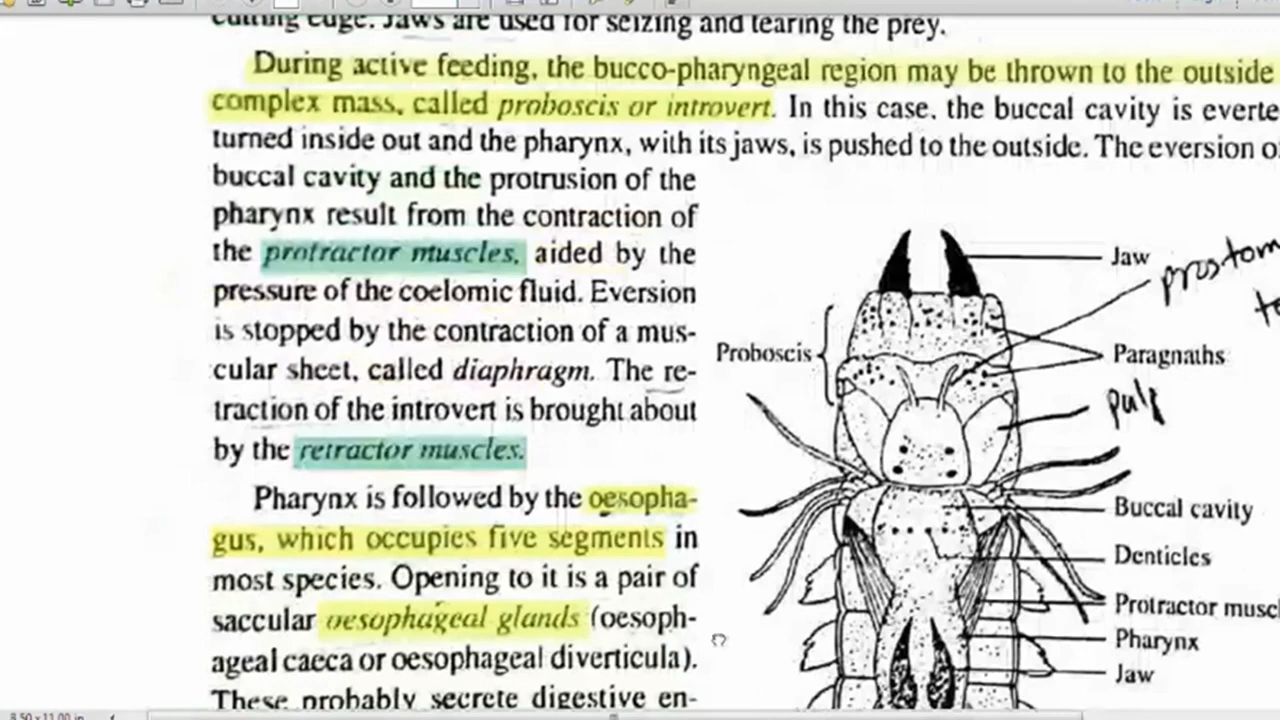 cutting edge. Jaws are used for seizing and tearing the prey.
During active feeding, the bucco-pharyngeal region may be thrown to the outside
complex mass, called proboscis or introvert. In this case, the buccal cavity is everte
turned inside out and the pharynx, with its jaws, is pushed to the outside. The eversion o
buccal cavity and the protrusion of the
pharynx result from the contraction of
the protractor muscles, aided by the
pressure of the coelomic fluid. Eversion
is stopped by the contraction of a mus-
cular sheet, called diaphragm. The re-
traction of the introvert is brought about
by the retractor muscles.
Pharynx is followed by the oesopha-
gus, which occupies five segments in
most species. Opening to it is a pair of
saccular oesophageal glands (oesoph-
ageal caeca or oesophageal diverticula).
These probably secrete digestive en-
Jaw
prostom
te
Proboscis
Paragnaths
palp
Buccal cavity
Denticles
Protractor musc
Pharynx
Jaw
8.50 x 11.00 in